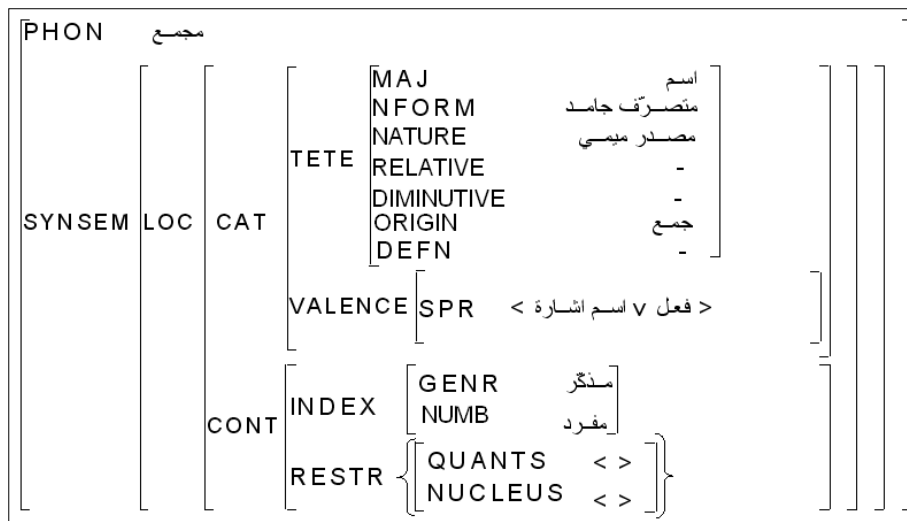 PHON مجمع
MAJ اسم
NFORM متصرّف جامد
NATURE مصدر ميمي
TETE RELATIVE -
DIMINUTIVE -
SYNSEM LOC CAT ORIGIN جمع
DEFN -
VALENCE SPR < فعل v اسم اشارة >
GENR مذكّر
INDEX NUMB مفرد
CONT
QUANTS < >
RESTR NUCLEUS < >